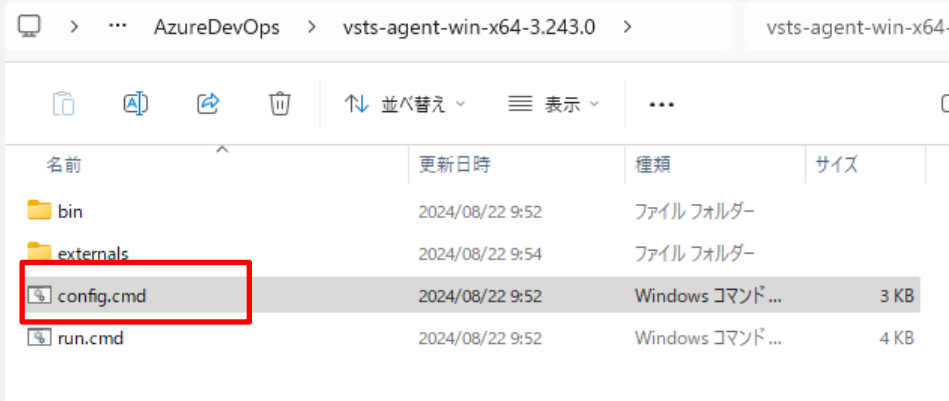 … AzureDevOps > vsts-agent-win-x64-3.243.0 > vsts-agent-win-x64-
並べ替え 表示 •••
名前 更新日時 種類 サイズ
bin 2024/08/22 9:52 ファイル フォルダー
externals 2024/08/22 9:54 ファイル フォルダー
config.cmd 2024/08/22 9:52 Windows コマンド ... 3 KB
run.cmd 2024/08/22 9:52 Windows コマンド ... 4 KB